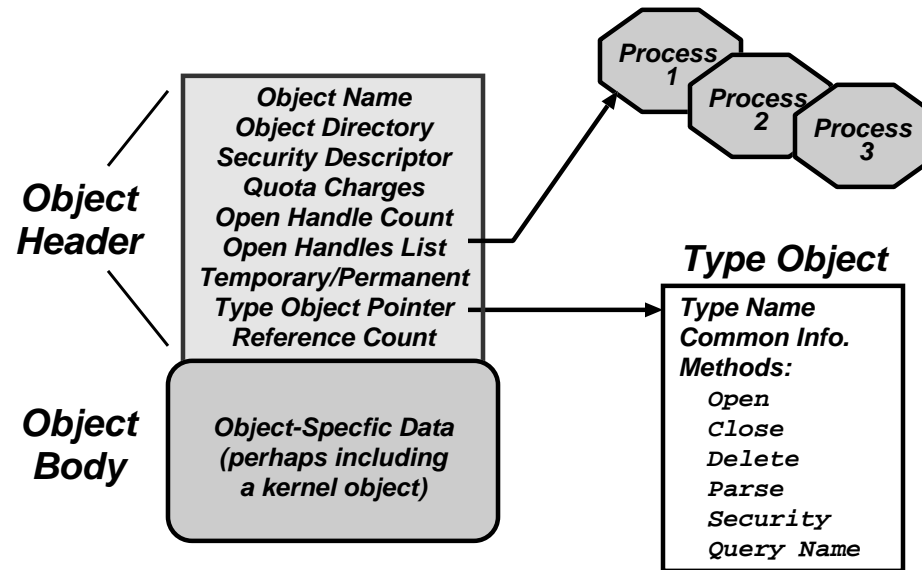 Process
1
Process
2
Process
3
Object
Header
Object Name
Object Directory
Security Descriptor
Quota Charges
Open Handle Count
Open Handles List
Temporary/Permanent
Type Object Pointer
Reference Count
Type Object
Type Name
Common Info.
Methods:
Open
Close
Delete
Parse
Security
Query Name
Object
Body
Object-Specfic Data
(perhaps including
a kernel object)